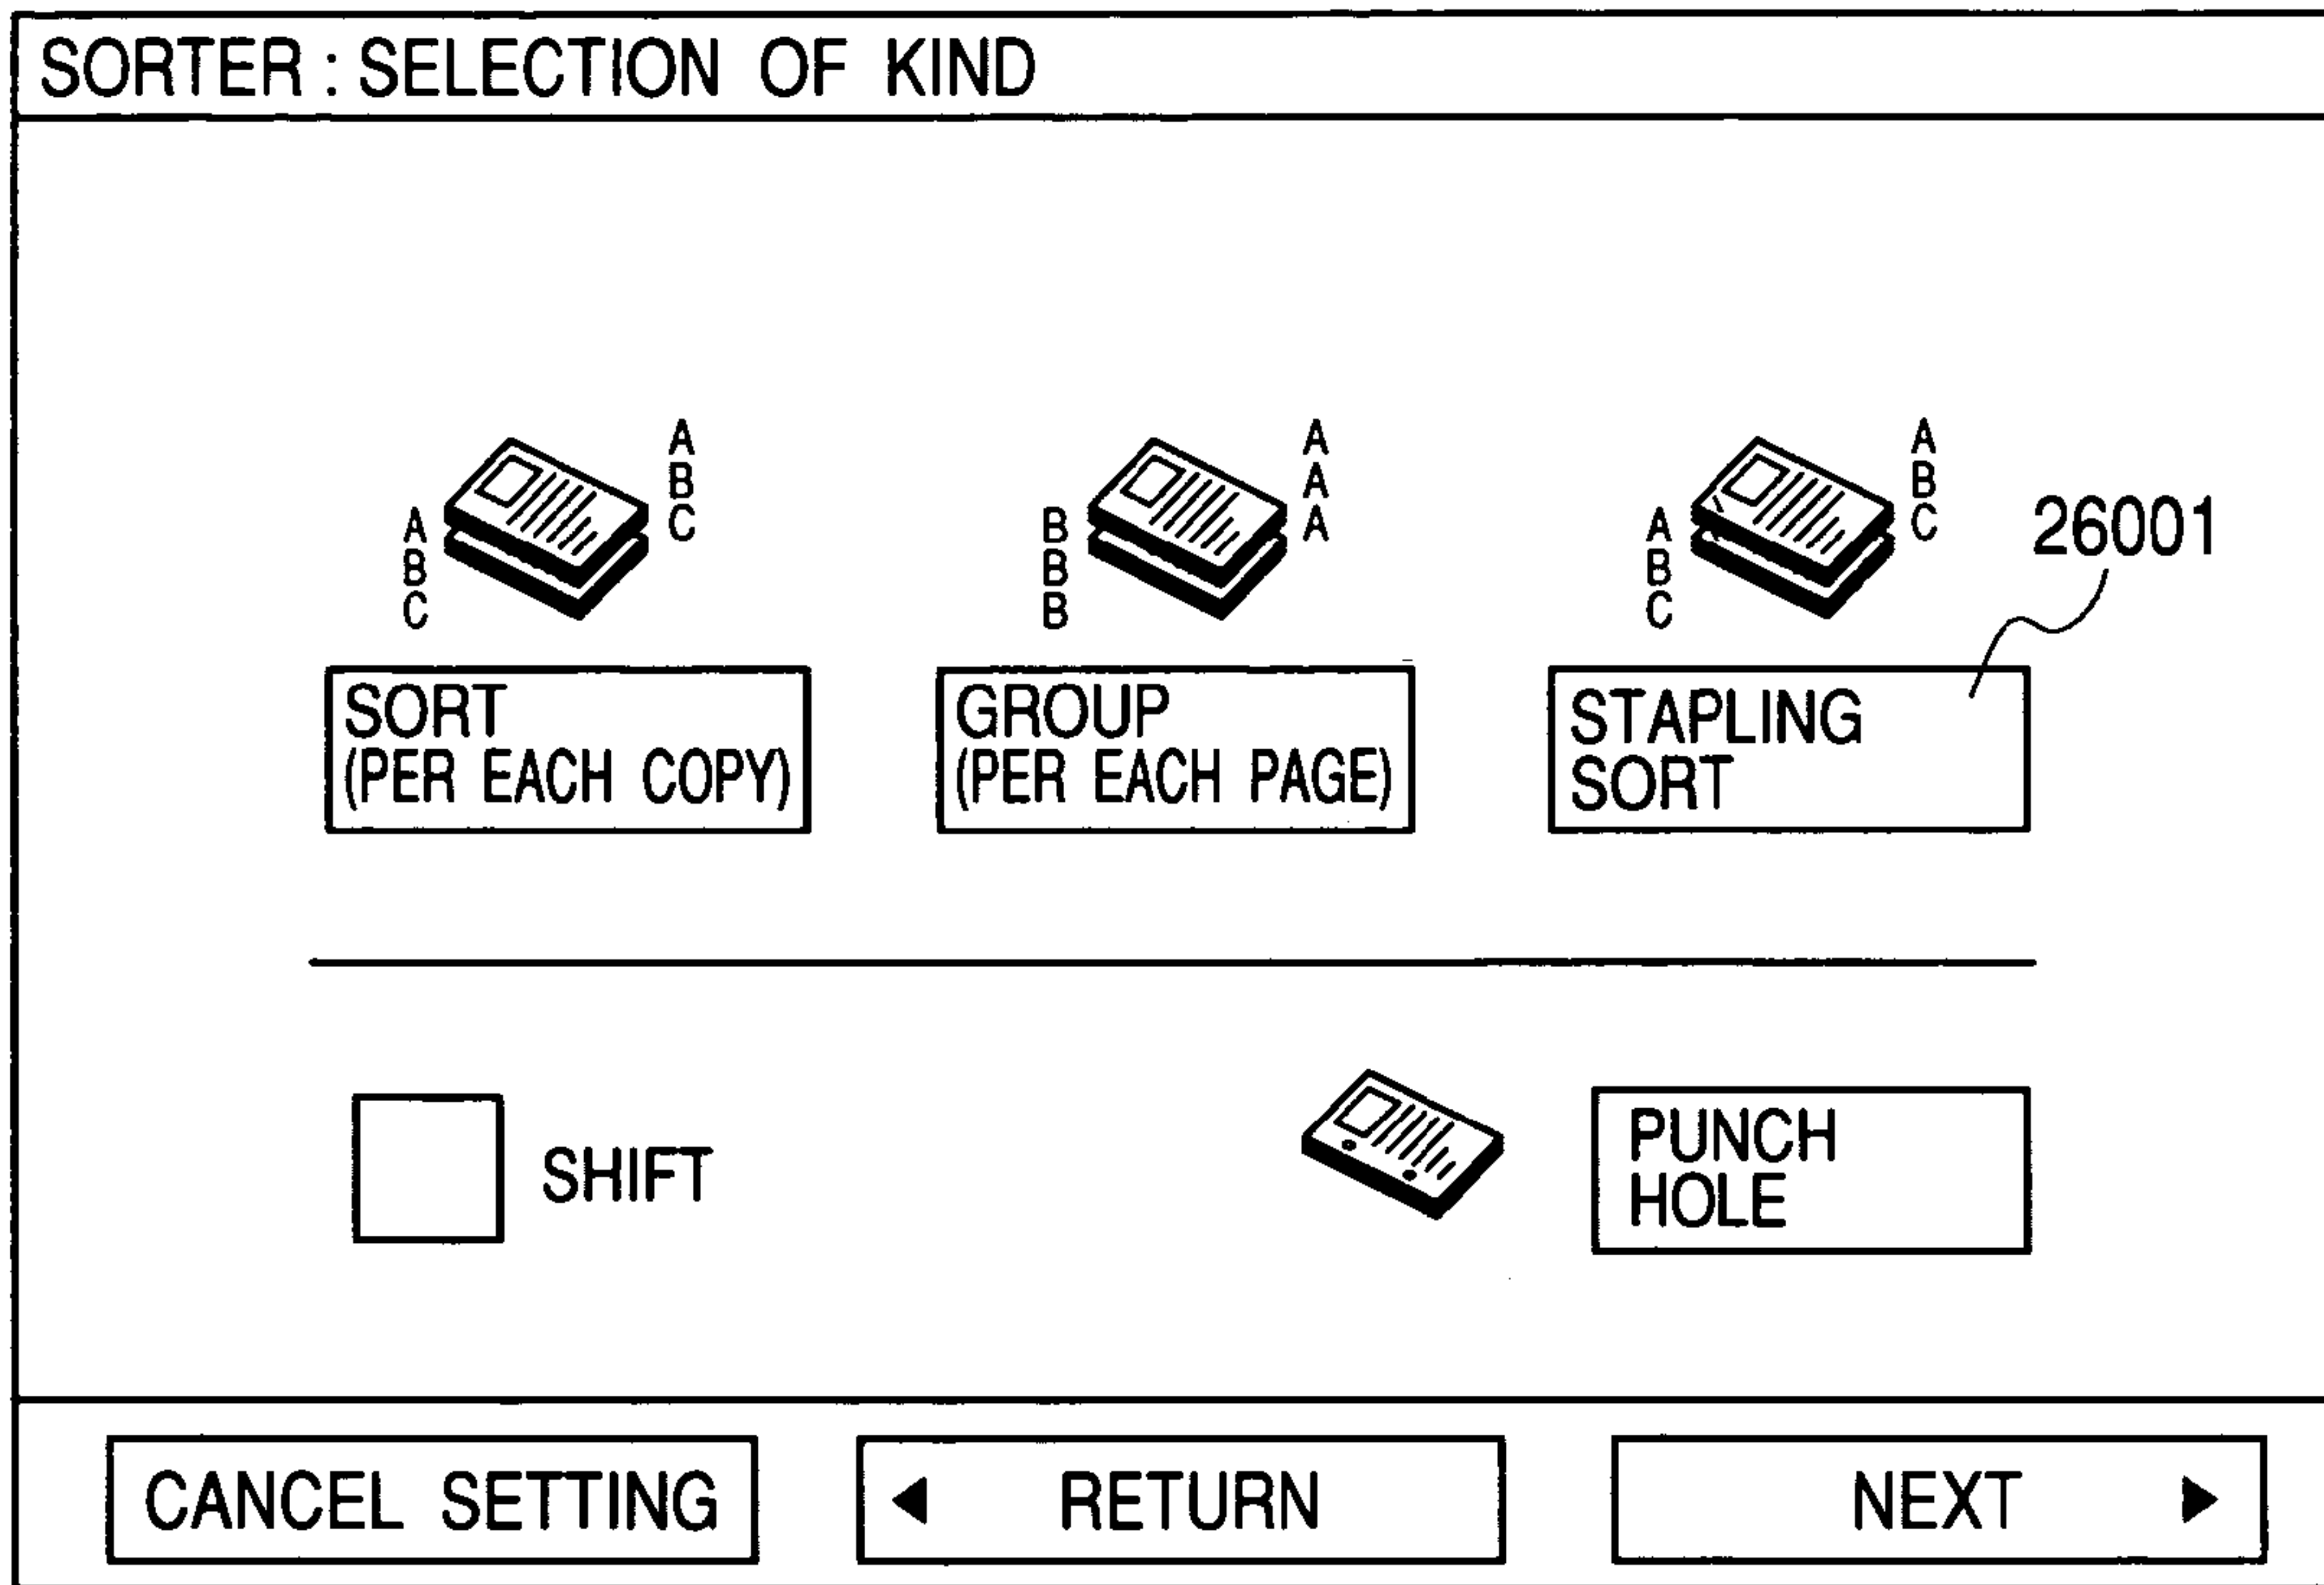 SORTER : SELECTION OF KIND
A
B
C
A
B
C
A
A
A
B
B
B
A
B
C
A
B
C
26001
SORT
(PER EACH COPY)
GROUP
(PER EACH PAGE)
STAPLING
SORT
SHIFT
PUNCH
HOLE
CANCEL SETTING
◀ RETURN
NEXT ▶